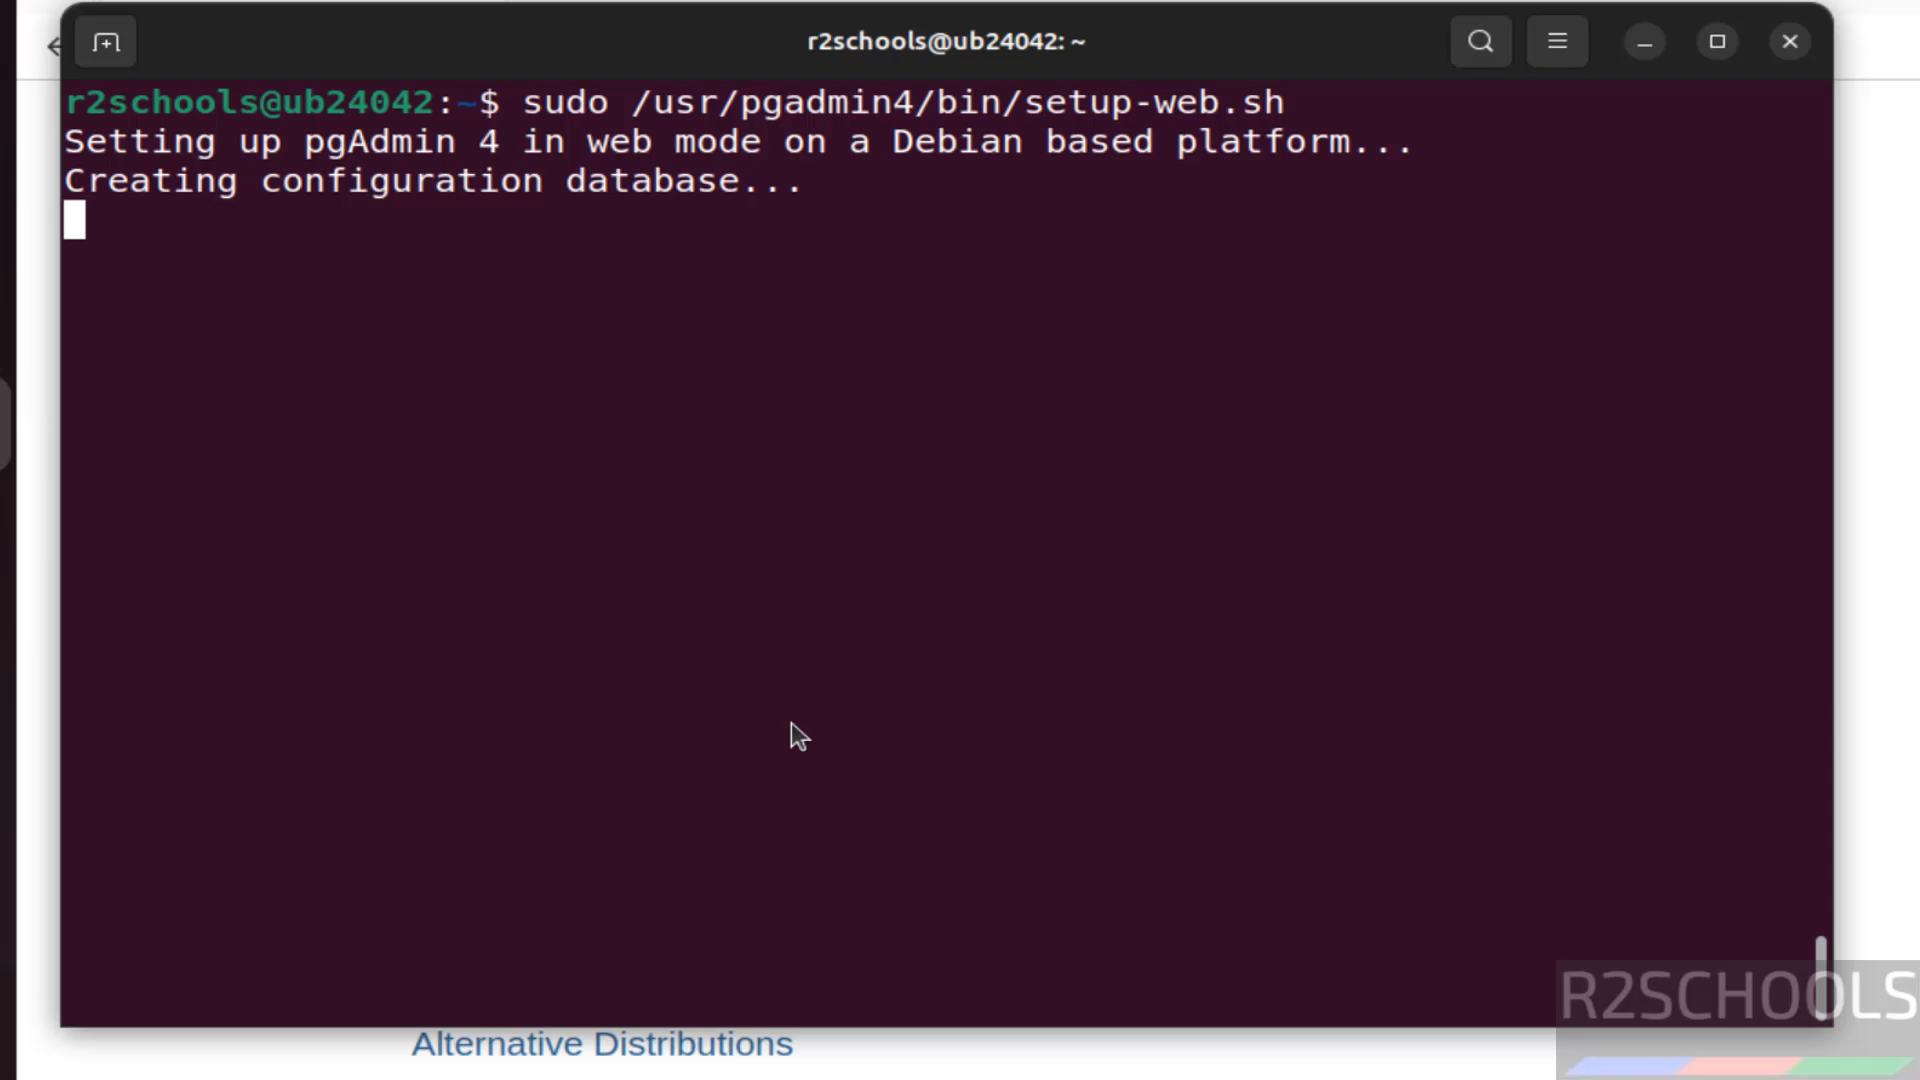 r2schools@ub24042: ~
r2schools@ub24042:~$ sudo /usr/pgadmin4/bin/setup-web.sh
Setting up pgAdmin 4 in web mode on a Debian based platform...
Creating configuration database...
Alternative Distributions
R2SCHOOLS